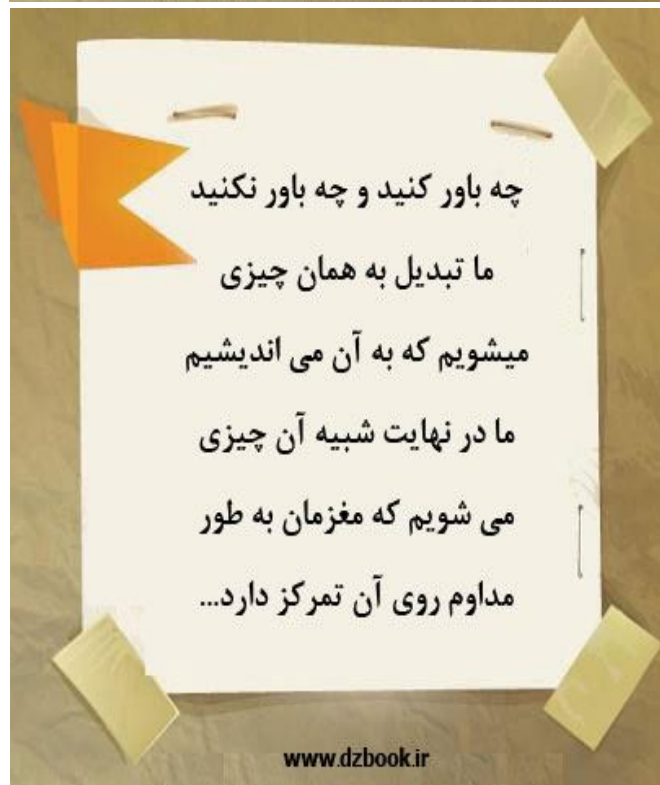 چه باور کنید و چه باور نکنید
ما تبدیل به همان چیزی
میشویم که به آن می اندیشیم
ما در نهایت شبیه آن چیزی
می شویم که مغزمان به طور
مداوم روی آن تمرکز دارد...
www.dzbook.ir